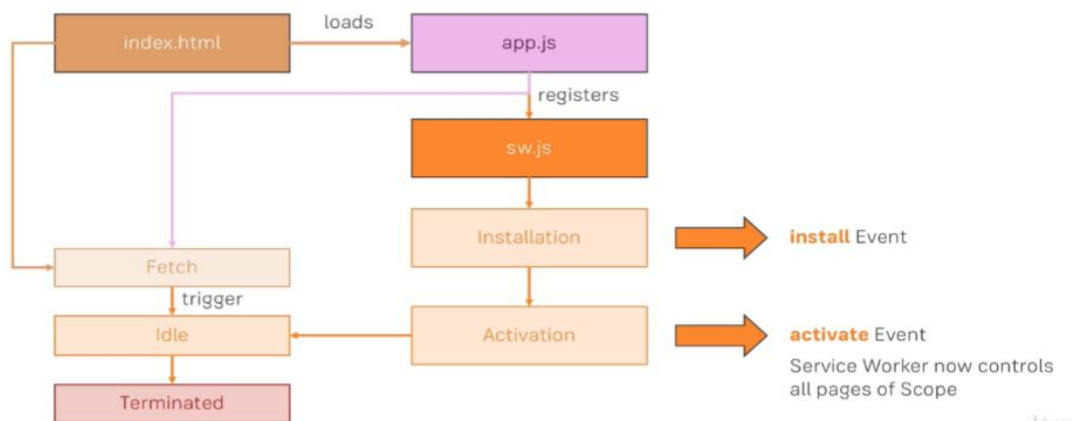 loads
index.html
app.js
registers
sw.js
Installation
install Event
Fetch
trigger
Idle
Activation
activate Event
Service Worker now controls
all pages of Scope
Terminated